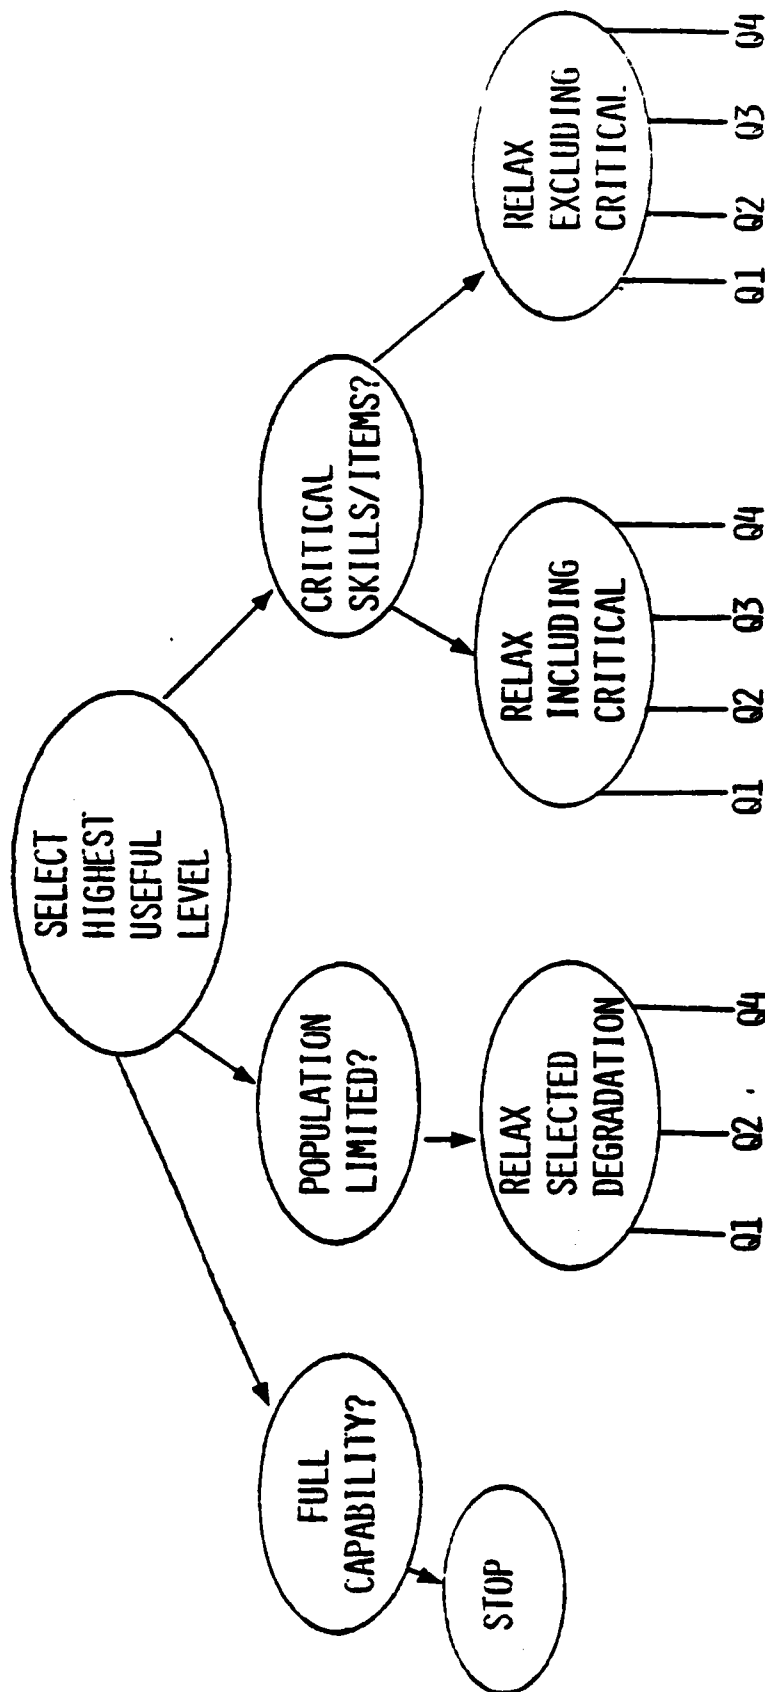 SELECT
HIGHEST
USEFUL
LEVEL
FULL
CAPABILITY?
POPULATION
LIMITED?
CRITICAL
SKILLS/ITEMS?
STOP
RELAX
SELECTED
DEGRADATION
RELAX
INCLUDING
CRITICAL
RELAX
EXCLUDING
CRITICAL
Q1 Q2 Q4 Q1 Q2 Q3 Q4 Q1 Q2 Q3 Q4